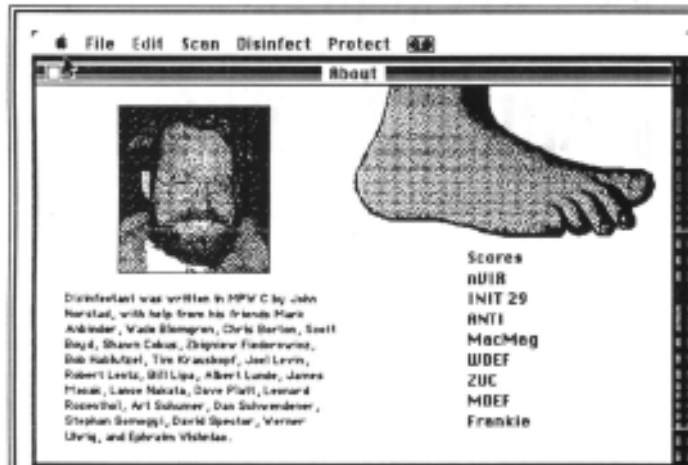 File Edit Scan Disinfect Protect
About
Disinfectant was written in MPW C by John
Norstad, with help from his friends Mark
Anbinder, Wade Blomgren, Chris Borton, Scott
Boyd, Shawn Cokus, Zbigniew Fiedorowicz,
Bob Hablutzel, Tim Krauskopf, Joel Levin,
Robert Lentz, Bill Lipa, Albert Lunde, James
Macak, Lance Nakata, Dave Platt, Leonard
Rosenthol, Art Schumer, Dan Schwendener,
Stephan Somogyi, David Spector, Werner
Uhrig, and Ephraim Vishniac.
Scores
nVIR
INIT 29
ANTI
MacMag
WDEF
ZUC
MDEF
Frankie